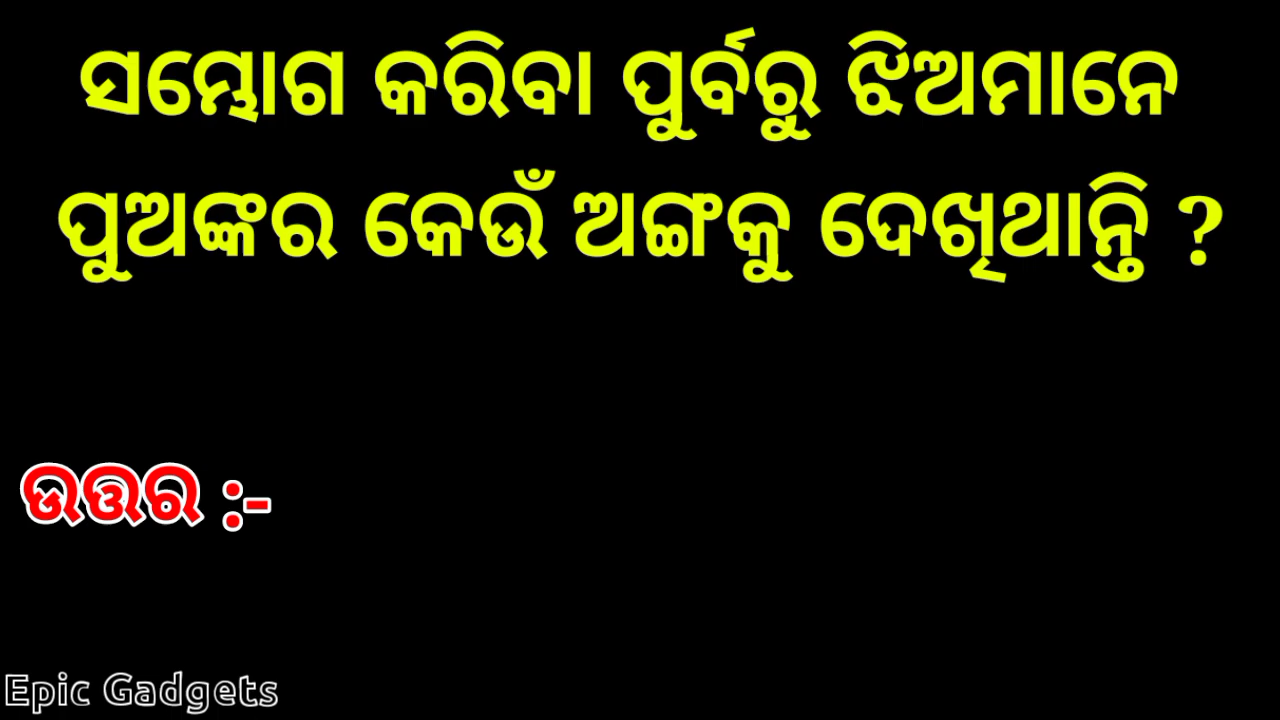 ସମ୍ଭୋଗ କରିବା ପୁର୍ବରୁ ଝିଅମାନେ
ପୁଅଙ୍କର କେଉଁ ଅଙ୍ଗକୁ ଦେଖିଥାନ୍ତି ?
ଉତ୍ତର :-
Epic Gadgets